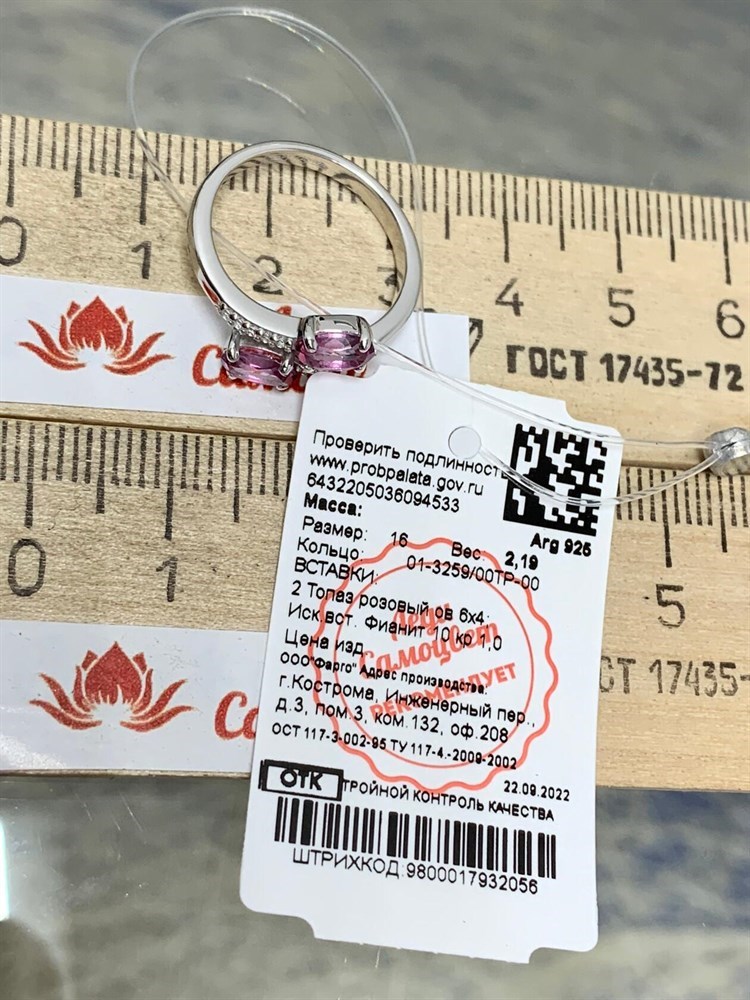 0 1 2 3 4 5 6
ГОСТ 17435-72
Проверить подлинность
www.probpalata.gov.ru
6432205036094533
Масса:
Arg 925
Размер: 16 Вес: 2,19
Кольцо: 01-3259/00ТР-00
ВСТАВКИ:
2 Топаз розовый ов 6х4;
Иск.вст. Фианит 10 кр 1,0
Цена изд
ООО"Фарго" Адрес производства:
г.Кострома, Инженерный пер.,
д.3, пом 3, ком.132, оф.208
ОСТ 117-3-002-95 ТУ 117-4.-2009-2002
22.09.2022
ОТК ТРОЙНОЙ КОНТРОЛЬ КАЧЕСТВА
ШТРИХКОД:9800017932056
Леди
Самоцвет
РЕКОМЕНДУЕТ
0 1 5
СТ 17435-